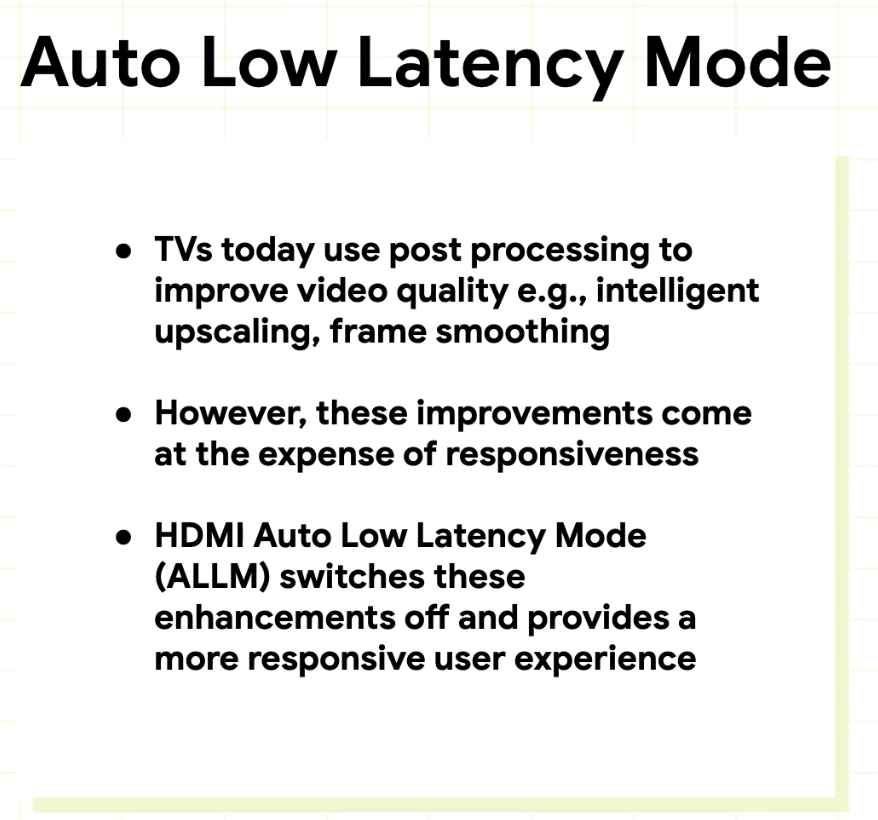 Auto Low Latency Mode
● TVs today use post processing to
improve video quality e.g., intelligent
upscaling, frame smoothing
● However, these improvements come
at the expense of responsiveness
● HDMI Auto Low Latency Mode
(ALLM) switches these
enhancements off and provides a
more responsive user experience